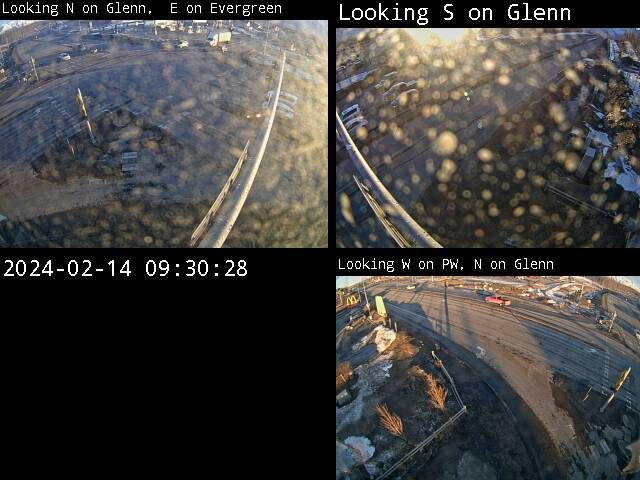 Looking N on Glenn,  E on Evergreen
Looking S on Glenn
2024-02-14 09:30:28
Looking W on PW, N on Glenn